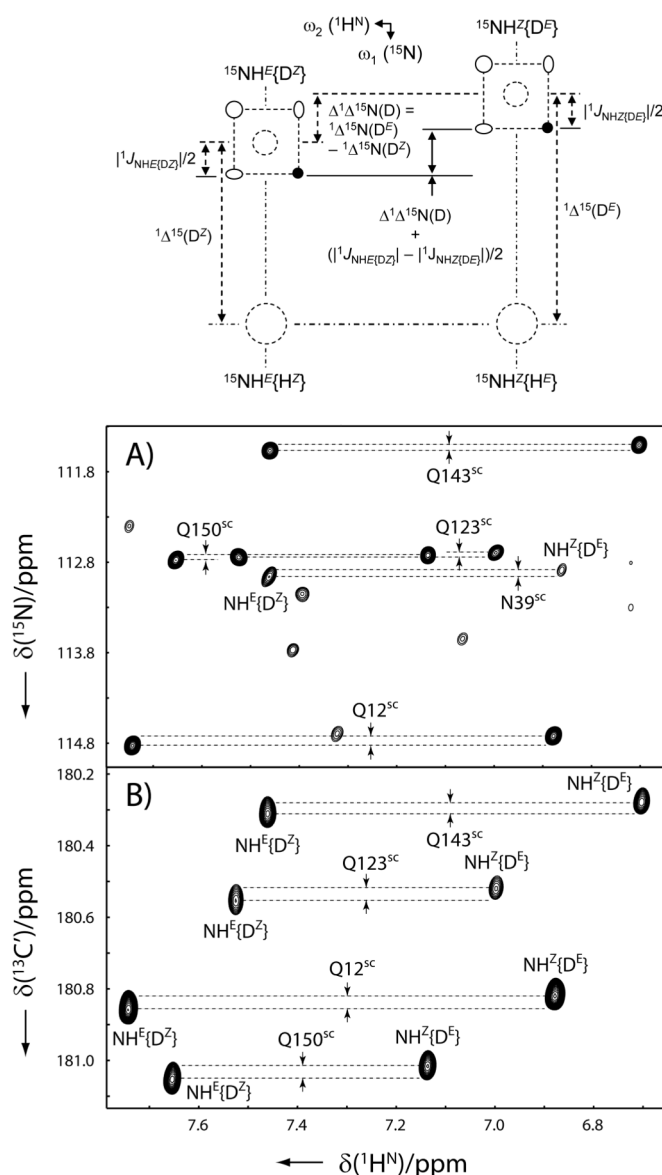 ω₂ (¹Hᴺ)
ω₁ (¹⁵N)
¹⁵NHᶻ{Dᴱ}
¹⁵NHᴱ{Dᶻ}
Δ¹Δ¹⁵N(D) =
¹Δ¹⁵N(Dᴱ)
− ¹Δ¹⁵N(Dᶻ)
|¹J_NHZ{DE}|/2
|¹J_NHE{DZ}|/2
¹Δ¹⁵(Dᶻ)
¹Δ¹⁵(Dᴱ)
Δ¹Δ¹⁵N(D)
+
(|¹J_NHE{DZ}| − |¹J_NHZ{DE}|)/2
¹⁵NHᴱ{Hᶻ}
¹⁵NHᶻ{Hᴱ}
A)
111.8
112.8
113.8
114.8
δ(¹⁵N)/ppm
Q143ˢᶜ
Q150ˢᶜ
Q123ˢᶜ
NHᶻ{Dᴱ}
NHᴱ{Dᶻ}
N39ˢᶜ
Q12ˢᶜ
B)
180.2
180.4
180.6
180.8
181.0
δ(¹³C')/ppm
NHᶻ{Dᴱ}
NHᴱ{Dᶻ}
Q143ˢᶜ
Q123ˢᶜ
NHᶻ{Dᴱ}
NHᴱ{Dᶻ}
Q12ˢᶜ
NHᶻ{Dᴱ}
NHᴱ{Dᶻ}
Q150ˢᶜ
NHᶻ{Dᴱ}
NHᴱ{Dᶻ}
7.6 7.4 7.2 7.0 6.8
δ(¹Hᴺ)/ppm